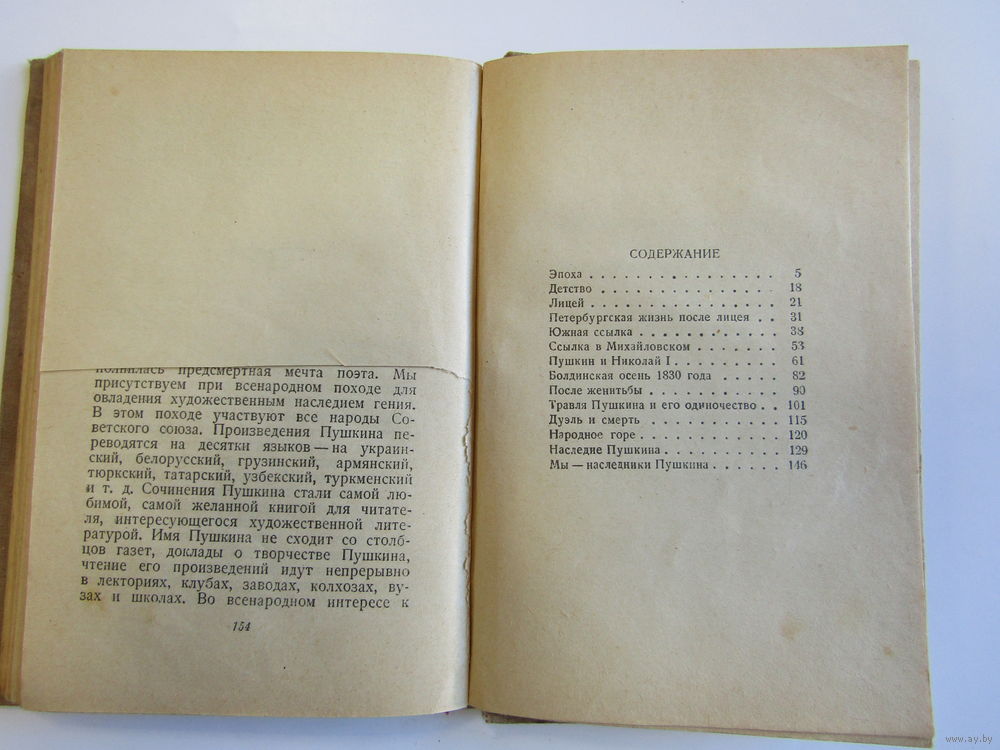 полнилась предсмертная мечта поэта. Мы
присутствуем при всенародном походе для
овладения художественным наследием гения.
В этом походе участвуют все народы Со-
ветского союза. Произведения Пушкина пе-
реводятся на десятки языков — на украин-
ский, белорусский, грузинский, армянский,
тюркский, татарский, узбекский, туркменский
и т. д. Сочинения Пушкина стали самой лю-
бимой, самой желанной книгой для читате-
ля, интересующегося художественной лите-
ратурой. Имя Пушкина не сходит со столб-
цов газет, доклады о творчестве Пушкина,
чтение его произведений идут непрерывно
в лекториях, клубах, заводах, колхозах, ву-
зах и школах. Во всенародном интересе к
154
СОДЕРЖАНИЕ
Эпоха . . . . . . . . . . . . . . . . 5
Детство . . . . . . . . . . . . . . . 18
Лицей . . . . . . . . . . . . . . . . 21
Петербургская жизнь после лицея . . 31
Южная ссылка . . . . . . . . . . . . 38
Ссылка в Михайловском . . . . . . . 53
Пушкин и Николай I . . . . . . . . . 61
Болдинская осень 1830 года . . . . . 82
После женитьбы . . . . . . . . . . . 90
Травля Пушкина и его одиночество . . 101
Дуэль и смерть . . . . . . . . . . . 115
Народное горе . . . . . . . . . . . . 120
Наследие Пушкина . . . . . . . . . . 129
Мы — наследники Пушкина . . . . . . 146
www.ay.by